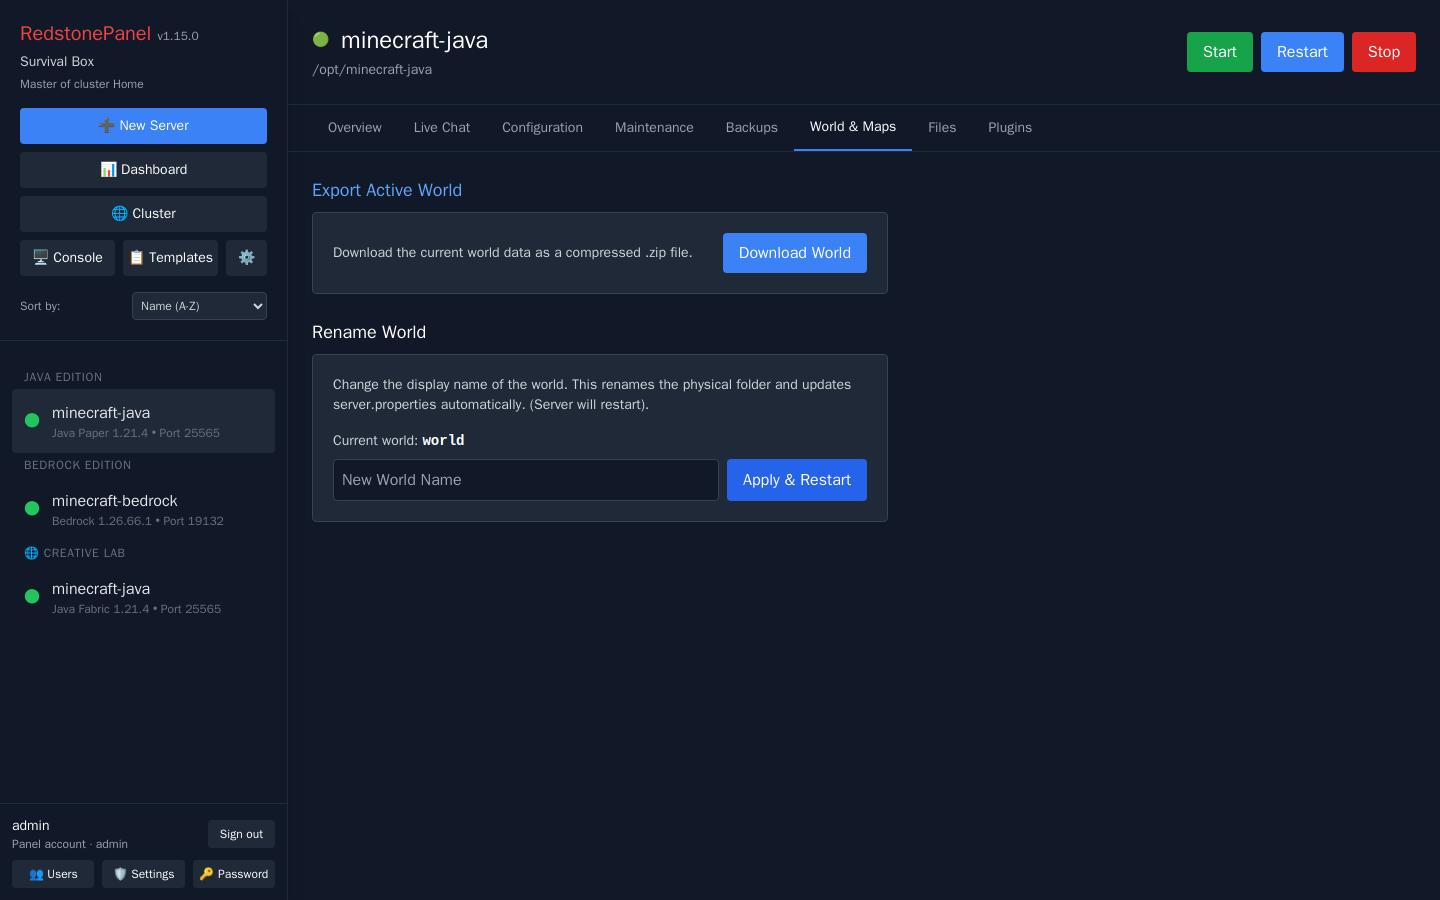 RedstonePanel v1.15.0
Survival Box
Master of cluster Home
➕ New Server
📊 Dashboard
🌐 Cluster
🖥️ Console
📋 Templates
⚙️
Sort by:
Name (A-Z)
JAVA EDITION
minecraft-java
Java Paper 1.21.4 • Port 25565
BEDROCK EDITION
minecraft-bedrock
Bedrock 1.26.66.1 • Port 19132
🌐 CREATIVE LAB
minecraft-java
Java Fabric 1.21.4 • Port 25565
admin
Panel account · admin
Sign out
👥 Users
🛡️ Settings
🔑 Password
minecraft-java
/opt/minecraft-java
Start
Restart
Stop
Overview
Live Chat
Configuration
Maintenance
Backups
World & Maps
Files
Plugins
Export Active World
Download the current world data as a compressed .zip file.
Download World
Rename World
Change the display name of the world. This renames the physical folder and updates
server.properties automatically. (Server will restart).
Current world: world
New World Name
Apply & Restart